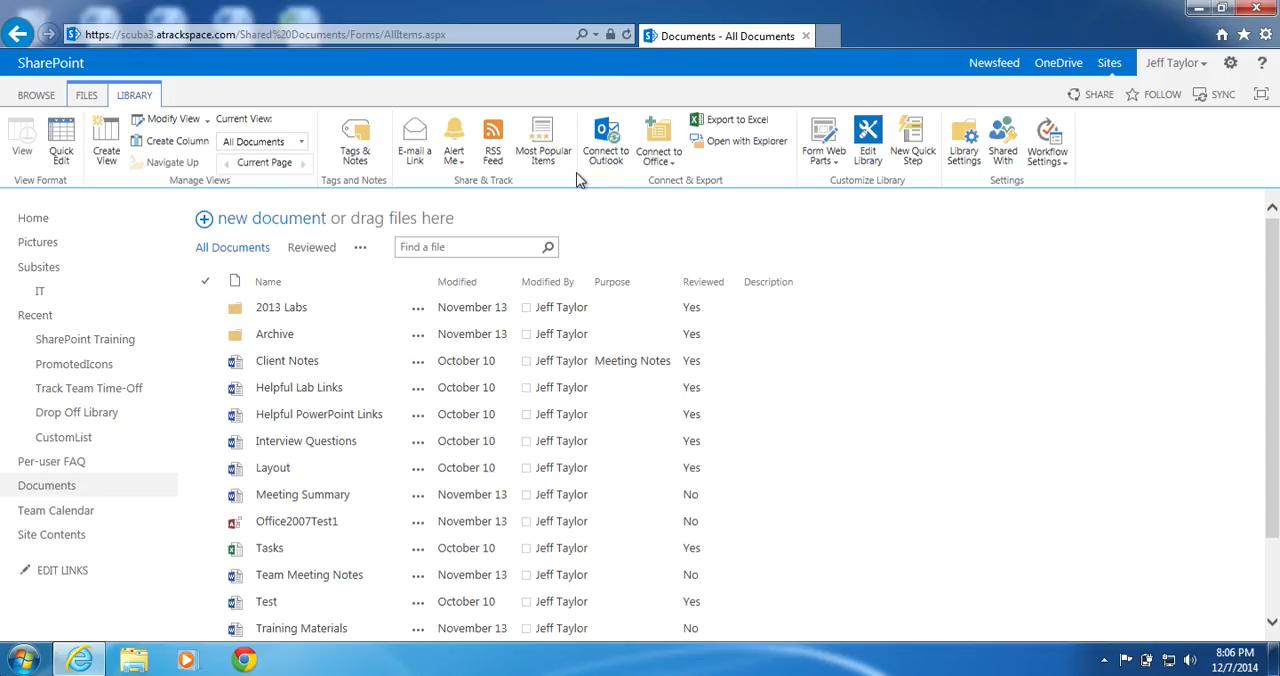 https://scuba3.atrackspace.com/Shared%20Documents/Forms/AllItems.aspx
Documents - All Documents
SharePoint
Newsfeed OneDrive Sites Jeff Taylor ?
BROWSE FILES LIBRARY SHARE FOLLOW SYNC
View
Quick Edit
Create View
Modify View
Create Column
Navigate Up
Current View:
All Documents
Current Page
Tags & Notes
E-mail a Link
Alert Me
RSS Feed
Most Popular Items
Connect to Outlook
Connect to Office
Export to Excel
Open with Explorer
Form Web Parts
Edit Library
New Quick Step
Library Settings
Shared With
Workflow Settings
View Format Manage Views Tags and Notes Share & Track Connect & Export Customize Library Settings
Home
Pictures
Subsites
IT
Recent
SharePoint Training
PromotedIcons
Track Team Time-Off
Drop Off Library
CustomList
Per-user FAQ
Documents
Team Calendar
Site Contents
EDIT LINKS
new document or drag files here
All Documents Reviewed ••• Find a file
Name Modified Modified By Purpose Reviewed Description
2013 Labs ••• November 13 Jeff Taylor Yes
Archive ••• November 13 Jeff Taylor Yes
Client Notes ••• October 10 Jeff Taylor Meeting Notes Yes
Helpful Lab Links ••• October 10 Jeff Taylor Yes
Helpful PowerPoint Links ••• October 10 Jeff Taylor Yes
Interview Questions ••• October 10 Jeff Taylor Yes
Layout ••• October 10 Jeff Taylor Yes
Meeting Summary ••• November 13 Jeff Taylor No
Office2007Test1 ••• November 13 Jeff Taylor No
Tasks ••• October 10 Jeff Taylor Yes
Team Meeting Notes ••• November 13 Jeff Taylor No
Test ••• October 10 Jeff Taylor Yes
Training Materials ••• November 13 Jeff Taylor No
8:06 PM
12/7/2014